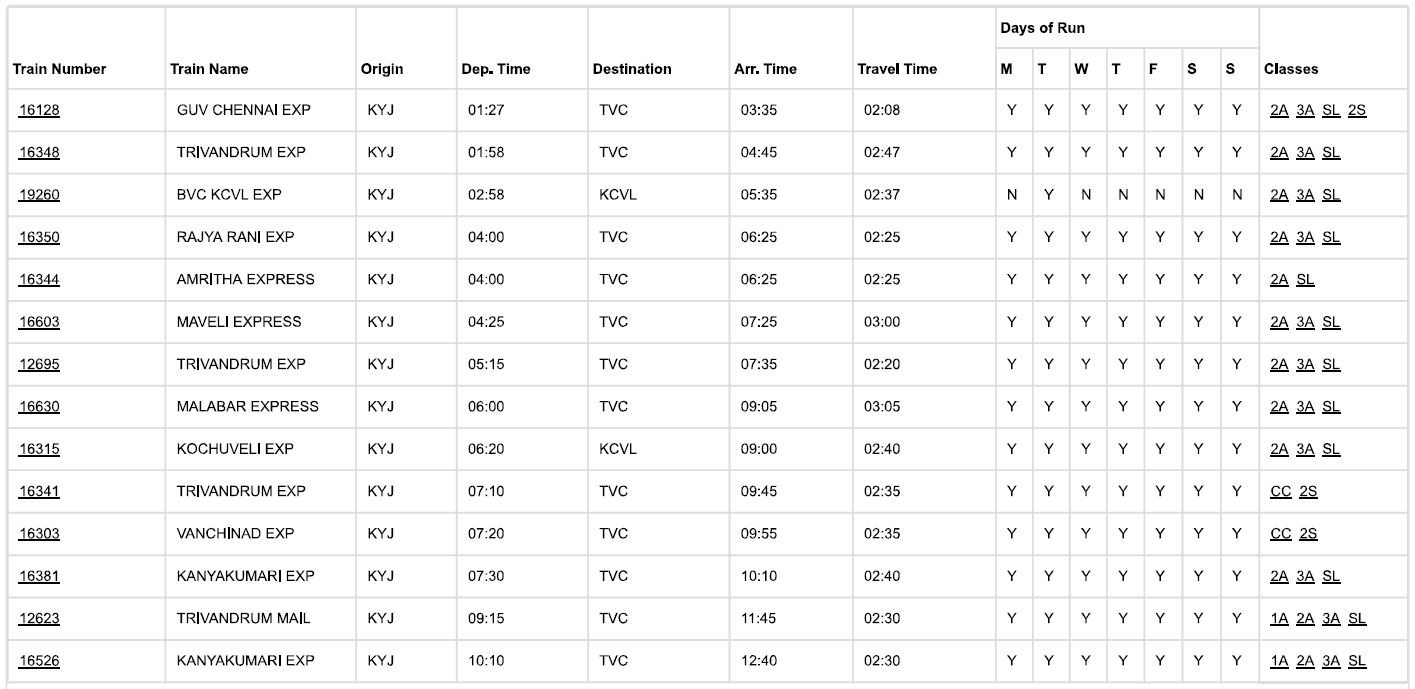 Days of Run
Train Number Train Name Origin Dep. Time Destination Arr. Time Travel Time M T W T F S S Classes
16128 GUV CHENNAI EXP KYJ 01:27 TVC 03:35 02:08 Y Y Y Y Y Y Y 2A 3A SL 2S
16348 TRIVANDRUM EXP KYJ 01:58 TVC 04:45 02:47 Y Y Y Y Y Y Y 2A 3A SL
19260 BVC KCVL EXP KYJ 02:58 KCVL 05:35 02:37 N Y N N N N N 2A 3A SL
16350 RAJYA RANI EXP KYJ 04:00 TVC 06:25 02:25 Y Y Y Y Y Y Y 2A 3A SL
16344 AMRITHA EXPRESS KYJ 04:00 TVC 06:25 02:25 Y Y Y Y Y Y Y 2A SL
16603 MAVELI EXPRESS KYJ 04:25 TVC 07:25 03:00 Y Y Y Y Y Y Y 2A 3A SL
12695 TRIVANDRUM EXP KYJ 05:15 TVC 07:35 02:20 Y Y Y Y Y Y Y 2A 3A SL
16630 MALABAR EXPRESS KYJ 06:00 TVC 09:05 03:05 Y Y Y Y Y Y Y 2A 3A SL
16315 KOCHUVELI EXP KYJ 06:20 KCVL 09:00 02:40 Y Y Y Y Y Y Y 2A 3A SL
16341 TRIVANDRUM EXP KYJ 07:10 TVC 09:45 02:35 Y Y Y Y Y Y Y CC 2S
16303 VANCHINAD EXP KYJ 07:20 TVC 09:55 02:35 Y Y Y Y Y Y Y CC 2S
16381 KANYAKUMARI EXP KYJ 07:30 TVC 10:10 02:40 Y Y Y Y Y Y Y 2A 3A SL
12623 TRIVANDRUM MAIL KYJ 09:15 TVC 11:45 02:30 Y Y Y Y Y Y Y 1A 2A 3A SL
16526 KANYAKUMARI EXP KYJ 10:10 TVC 12:40 02:30 Y Y Y Y Y Y Y 1A 2A 3A SL